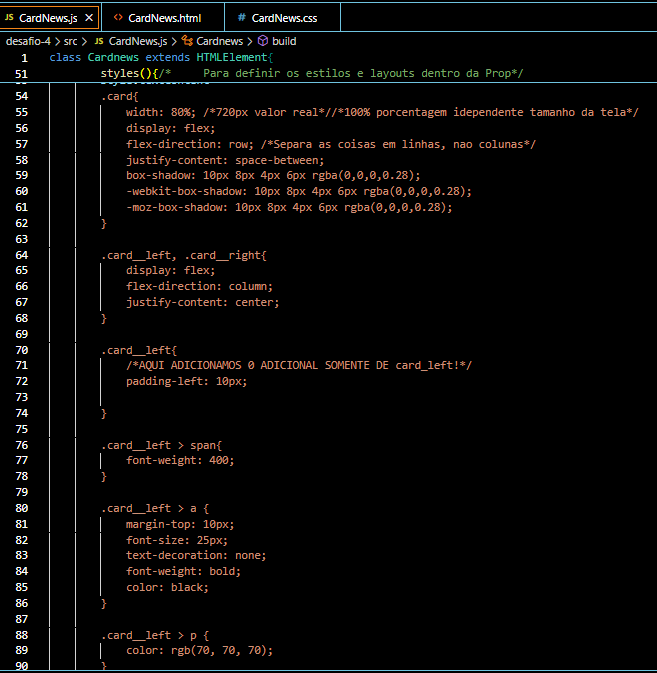 JS CardNews.js × <> CardNews.html # CardNews.css
desafio-4 > src > JS CardNews.js > Cardnews > build
1 class Cardnews extends HTMLElement{
51 styles(){/* Para definir os estilos e layouts dentro da Prop*/
54 .card{
55 width: 80%; /*720px valor real*//*100% porcentagem idependente tamanho da tela*/
56 display: flex;
57 flex-direction: row; /*Separa as coisas em linhas, nao colunas*/
58 justify-content: space-between;
59 box-shadow: 10px 8px 4px 6px rgba(0,0,0,0.28);
60 -webkit-box-shadow: 10px 8px 4px 6px rgba(0,0,0,0.28);
61 -moz-box-shadow: 10px 8px 4px 6px rgba(0,0,0,0.28);
62 }
63
64 .card__left, .card__right{
65 display: flex;
66 flex-direction: column;
67 justify-content: center;
68 }
69
70 .card__left{
71 /*AQUI ADICIONAMOS 0 ADICIONAL SOMENTE DE card_left!*/
72 padding-left: 10px;
73
74 }
75
76 .card__left > span{
77 font-weight: 400;
78 }
79
80 .card__left > a {
81 margin-top: 10px;
82 font-size: 25px;
83 text-decoration: none;
84 font-weight: bold;
85 color: black;
86 }
87
88 .card__left > p {
89 color: rgb(70, 70, 70);
90 }